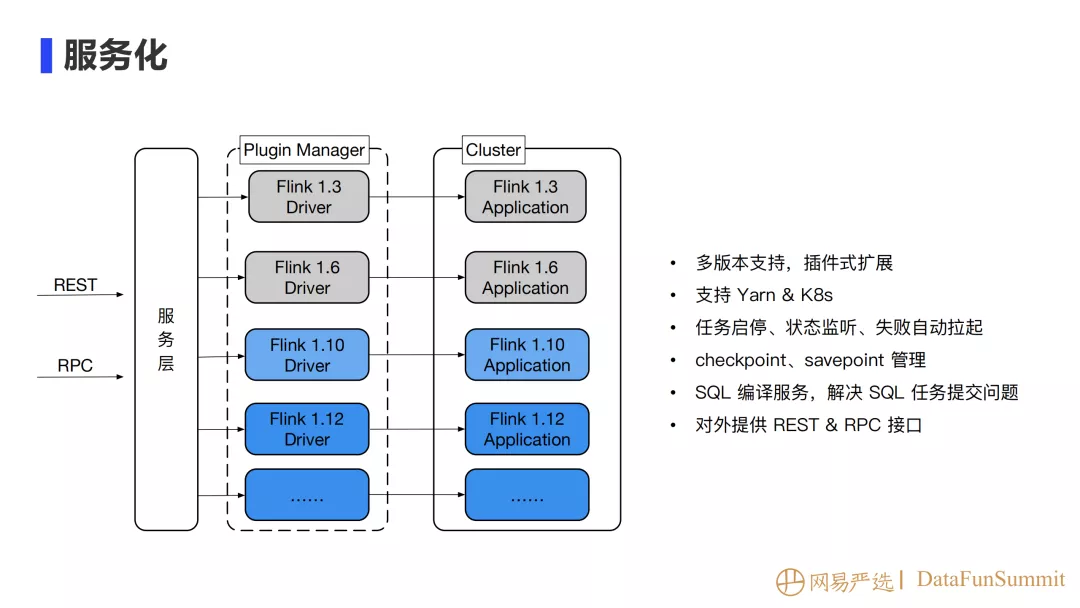 服务化
REST
RPC
服
务
层
Plugin Manager
Flink 1.3
Driver
Flink 1.6
Driver
Flink 1.10
Driver
Flink 1.12
Driver
······
Cluster
Flink 1.3
Application
Flink 1.6
Application
Flink 1.10
Application
Flink 1.12
Application
······
• 多版本支持，插件式扩展
• 支持 Yarn & K8s
• 任务启停、状态监听、失败自动拉起
• checkpoint、savepoint 管理
• SQL 编译服务，解决 SQL 任务提交问题
• 对外提供 REST & RPC 接口
网易严选 | DataFunSummit